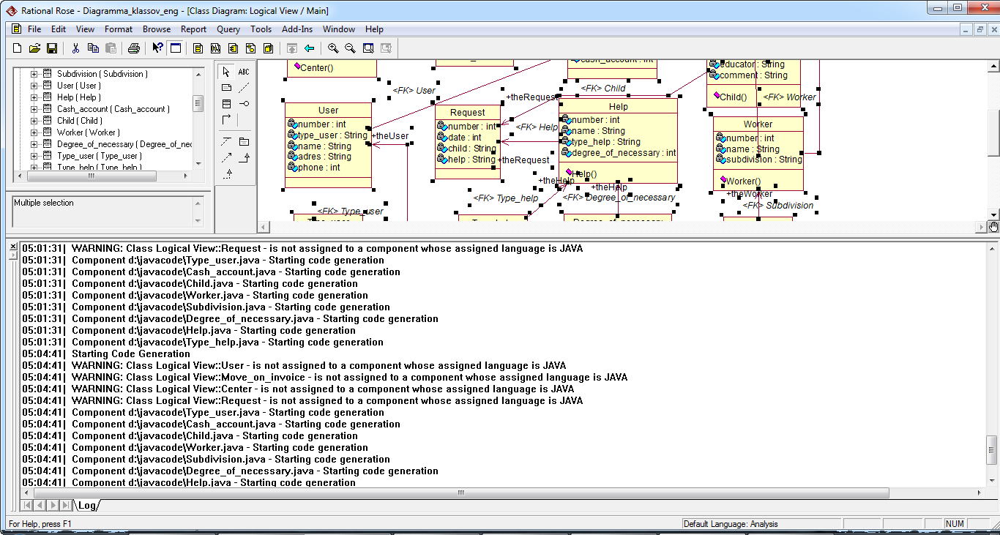 Rational Rose - Diagramma_klassov_eng - [Class Diagram: Logical View / Main]
File Edit View Format Browse Report Query Tools Add-Ins Window Help
Subdivision ( Subdivision )
User ( User )
Help ( Help )
Cash_account ( Cash_account )
Child ( Child )
Worker ( Worker )
Degree_of_necessary ( Degree_of_nec
Type_user ( Type_user )
Type_help ( Type_help )
Multiple selection
ABC
Center()
<FK> User
User
number : int
type_user : String
name : String
adres : String
phone : int
+theUser
<FK> Type_user
Request
number : int
date : int
child : String
help : String
+theRequest
<FK> Help
+theRequest
cash_account : int
<FK> Child
Help
number : int
name : String
type_help : String
degree_of_necessary : int
Help()
+theHelp
+theHelp
<FK> Type_help
<FK> Degree_of_necessary
educator : String
comment : String
Child()
<FK> Worker
Worker
number : int
name : String
subdivision : String
Worker()
+theWorker
<FK> Subdivision
05:01:31| WARNING: Class Logical View::Request - is not assigned to a component whose assigned language is JAVA
05:01:31| Component d:\javacode\Type_user.java - Starting code generation
05:01:31| Component d:\javacode\Cash_account.java - Starting code generation
05:01:31| Component d:\javacode\Child.java - Starting code generation
05:01:31| Component d:\javacode\Worker.java - Starting code generation
05:01:31| Component d:\javacode\Subdivision.java - Starting code generation
05:01:31| Component d:\javacode\Degree_of_necessary.java - Starting code generation
05:01:31| Component d:\javacode\Help.java - Starting code generation
05:01:31| Component d:\javacode\Type_help.java - Starting code generation
05:04:41| Starting Code Generation
05:04:41| WARNING: Class Logical View::User - is not assigned to a component whose assigned language is JAVA
05:04:41| WARNING: Class Logical View::Move_on_invoice - is not assigned to a component whose assigned language is JAVA
05:04:41| WARNING: Class Logical View::Center - is not assigned to a component whose assigned language is JAVA
05:04:41| WARNING: Class Logical View::Request - is not assigned to a component whose assigned language is JAVA
05:04:41| Component d:\javacode\Type_user.java - Starting code generation
05:04:41| Component d:\javacode\Cash_account.java - Starting code generation
05:04:41| Component d:\javacode\Child.java - Starting code generation
05:04:41| Component d:\javacode\Worker.java - Starting code generation
05:04:41| Component d:\javacode\Subdivision.java - Starting code generation
05:04:41| Component d:\javacode\Degree_of_necessary.java - Starting code generation
05:04:41| Component d:\javacode\Help.java - Starting code generation
Log
For Help, press F1
Default Language: Analysis
NUM